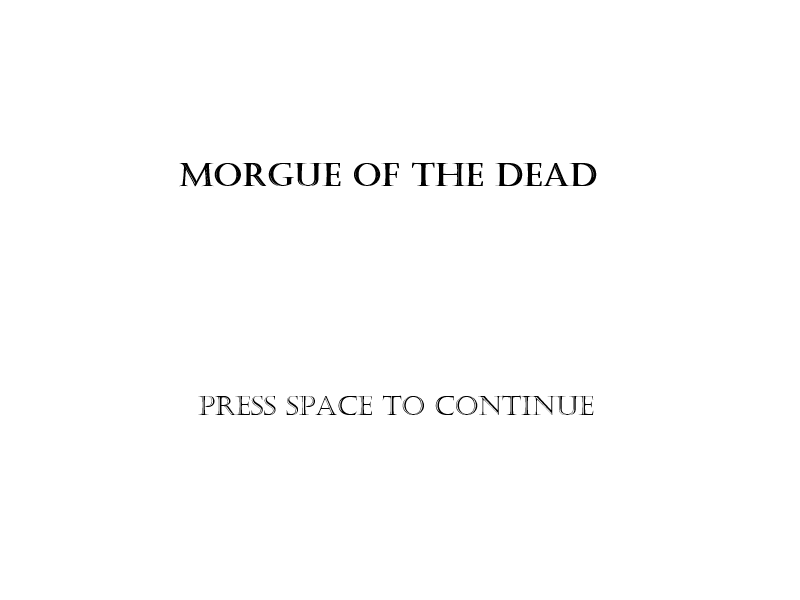 MORGUE OF THE DEAD
PRESS SPACE TO CONTINUE